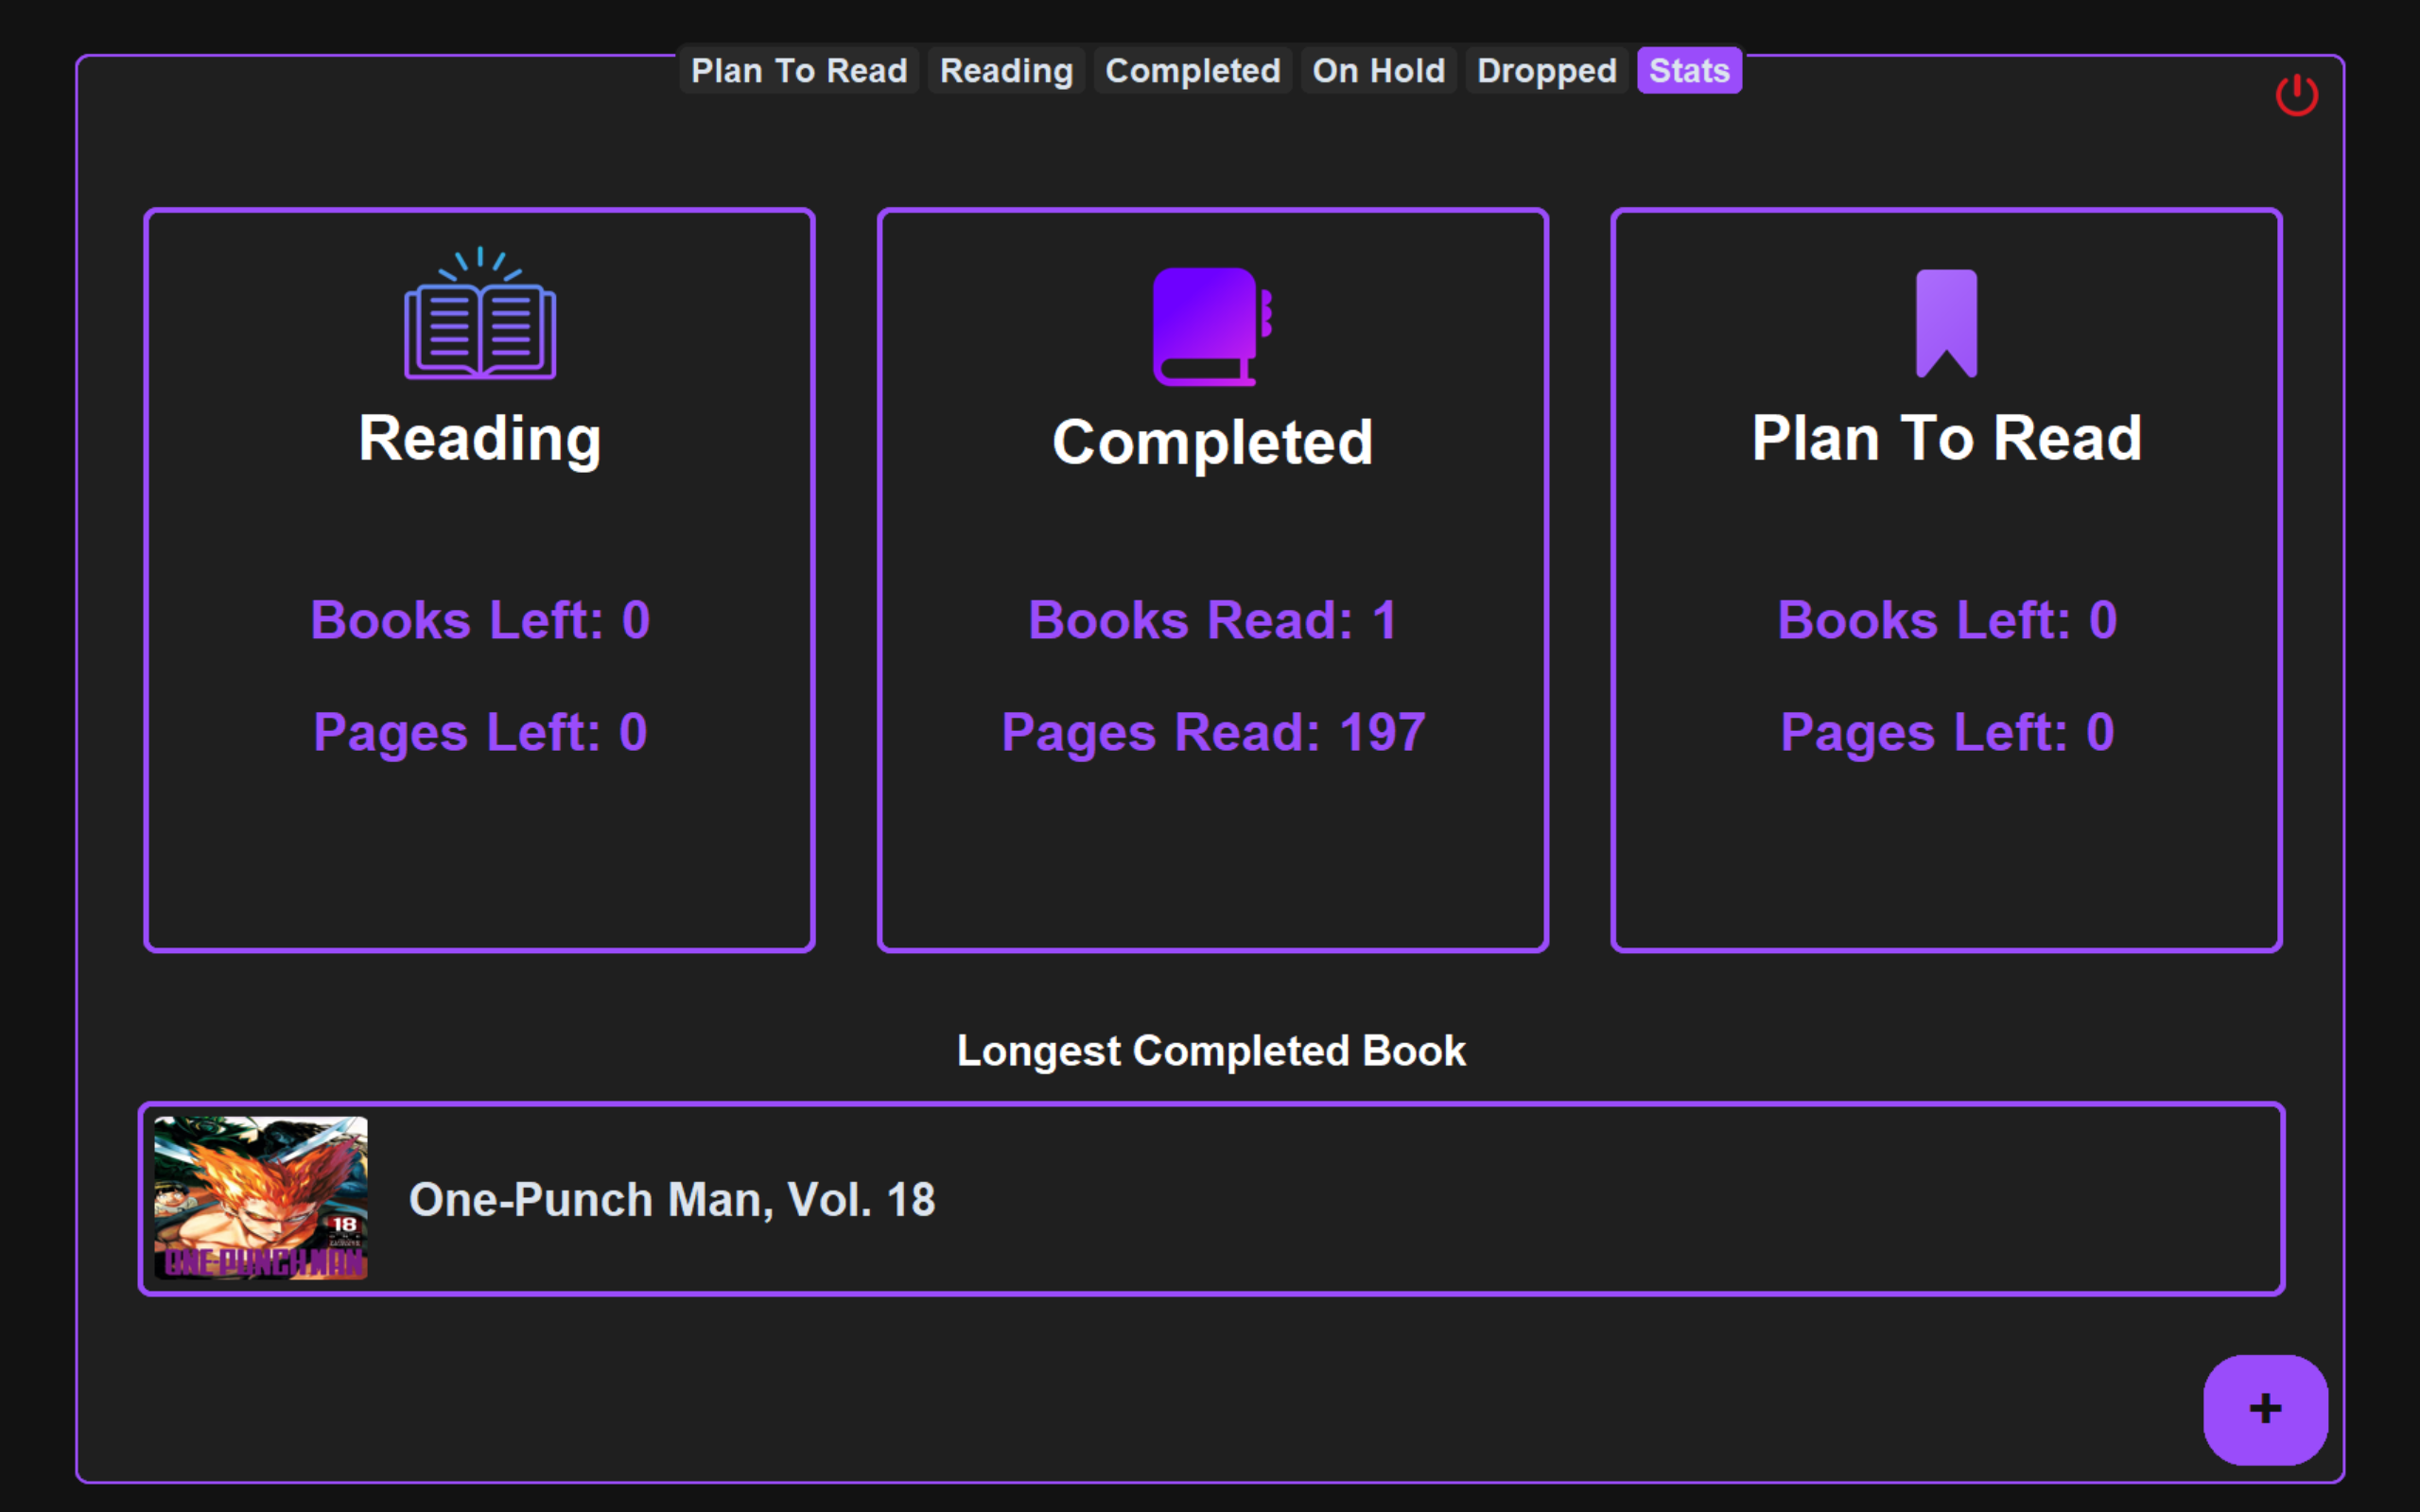 Plan To Read Reading Completed On Hold Dropped Stats
Reading
Books Left: 0
Pages Left: 0
Completed
Books Read: 1
Pages Read: 197
Plan To Read
Books Left: 0
Pages Left: 0
Longest Completed Book
18
ONE-PUNCH MAN
One-Punch Man, Vol. 18
+